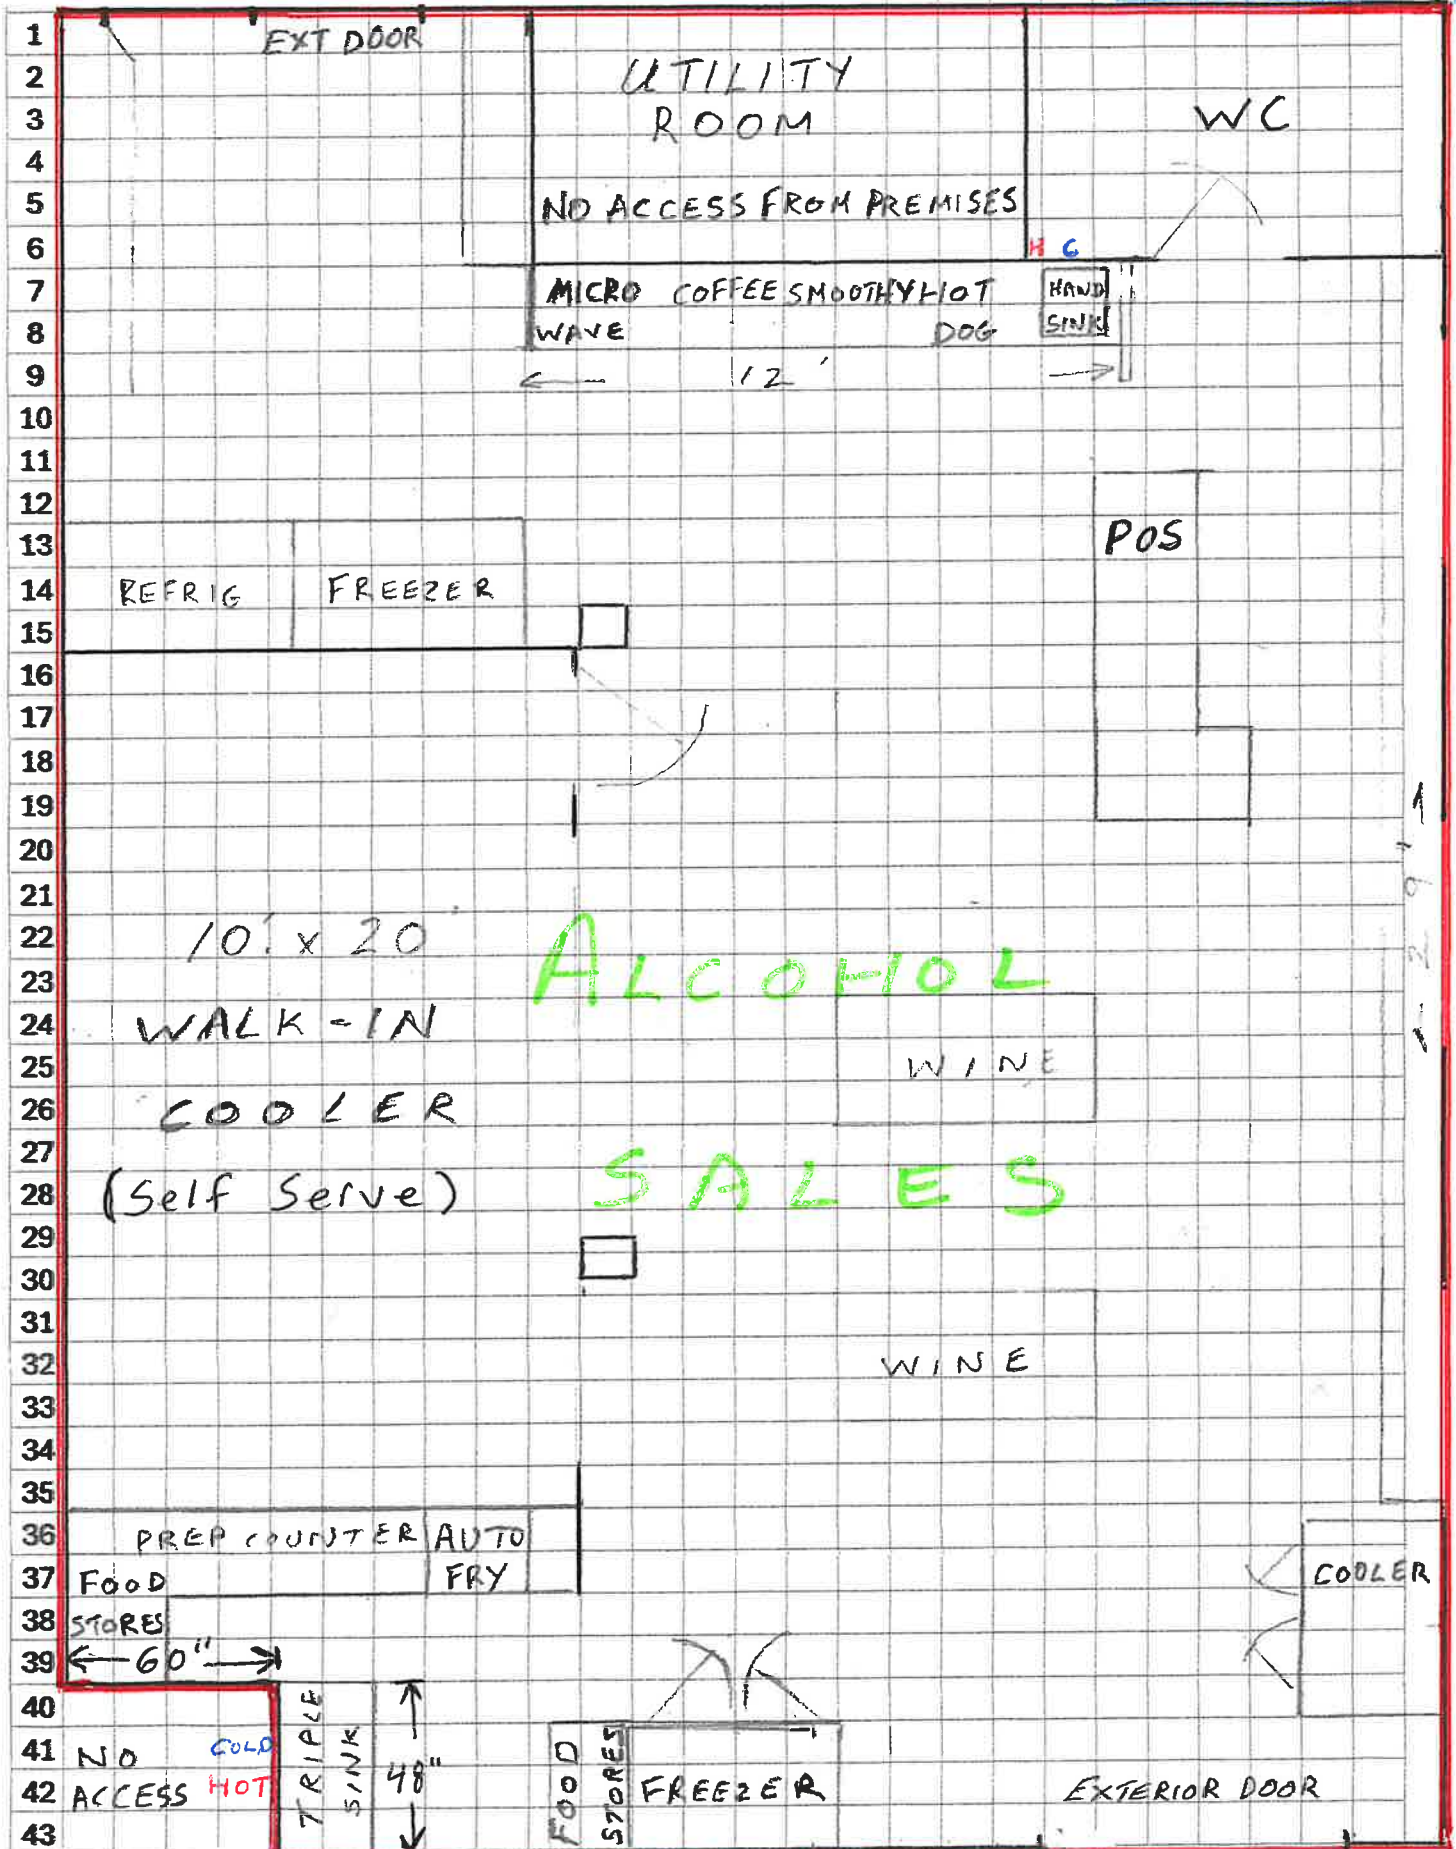 1
EXT DOOR
2
UTILITY
3
ROOM
WC
4
5
NO ACCESS FROM PREMISES
6
H C
7
MICRO COFFEE SMOOTHY HOT
HAND
8
WAVE
DOG
SINK
9
12'
10
11
12
13
POS
14
REFRIG
FREEZER
15
16
17
18
19
20
21
29'
22
10' x 20'
ALCOHOL
23
24
WALK-IN
25
WINE
26
COOLER
27
SALES
28
(Self Serve)
29
30
31
32
WINE
33
34
35
36
PREP COUNTER
AUTO
37
FOOD
FRY
COOLER
38
STORES
39
60"
40
TRIPLE
SINK
41
NO
COLD
FOOD
STORES
42
ACCESS
HOT
48"
FREEZER
EXTERIOR DOOR
43